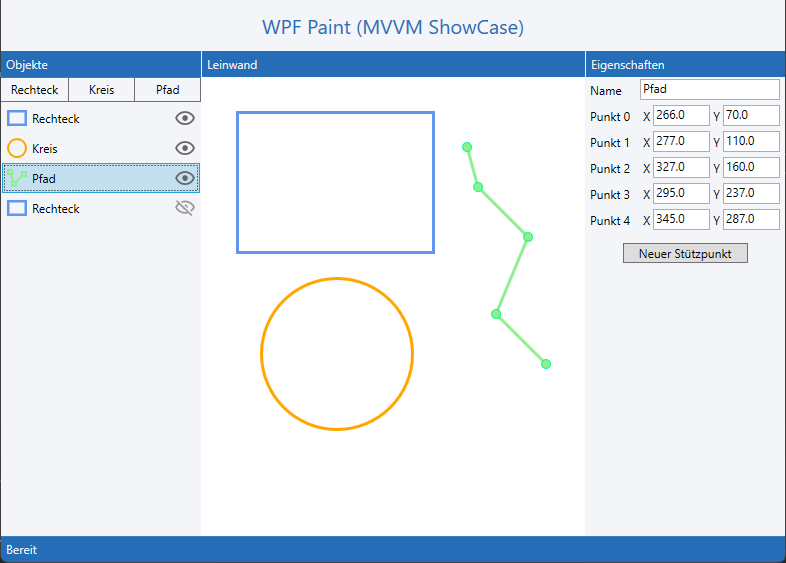 WPF Paint (MVVM ShowCase)
Objekte
Rechteck Kreis Pfad
Rechteck
Kreis
Pfad
Rechteck
Leinwand
Eigenschaften
Name Pfad
Punkt 0 X 266.0 Y 70.0
Punkt 1 X 277.0 Y 110.0
Punkt 2 X 327.0 Y 160.0
Punkt 3 X 295.0 Y 237.0
Punkt 4 X 345.0 Y 287.0
Neuer Stützpunkt
Bereit